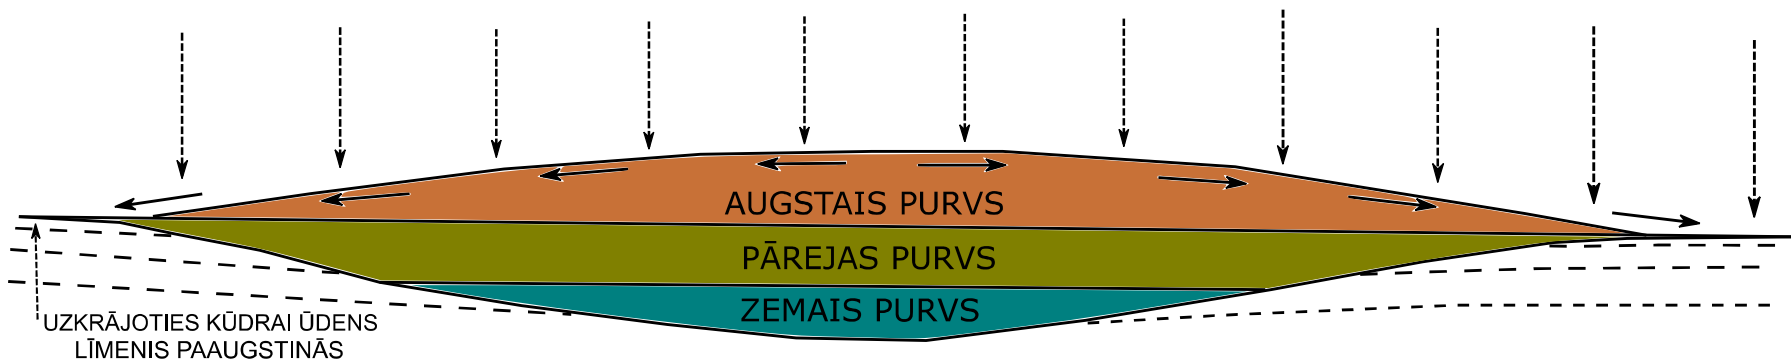 AUGSTAIS PURVS
PĀREJAS PURVS
ZEMAIS PURVS
UZKRĀJOTIES KŪDRAI ŪDENS
LĪMENIS PAAUGSTINĀS